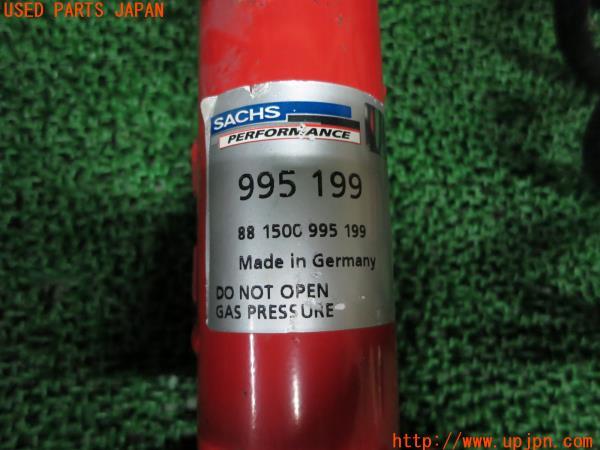 USED PARTS JAPAN
SACHS
PERFORMANCE
995 199
88 1500 995 199
Made in Germany
DO NOT OPEN
GAS PRESSURE
http://www.upjpn.com/